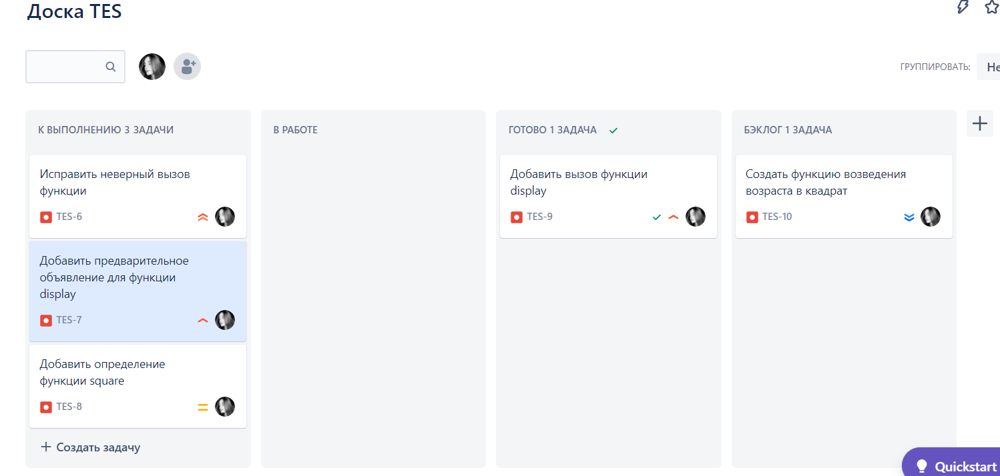 Доска TES
ГРУППИРОВАТЬ:
Не
К ВЫПОЛНЕНИЮ 3 ЗАДАЧИ
Исправить неверный вызов
функции
TES-6
Добавить предварительное
объявление для функции
display
TES-7
Добавить определение
функции square
TES-8
Создать задачу
В РАБОТЕ
ГОТОВО 1 ЗАДАЧА
Добавить вызов функции
display
TES-9
БЭКЛОГ 1 ЗАДАЧА
Создать функцию возведения
возраста в квадрат
TES-10
Quickstart